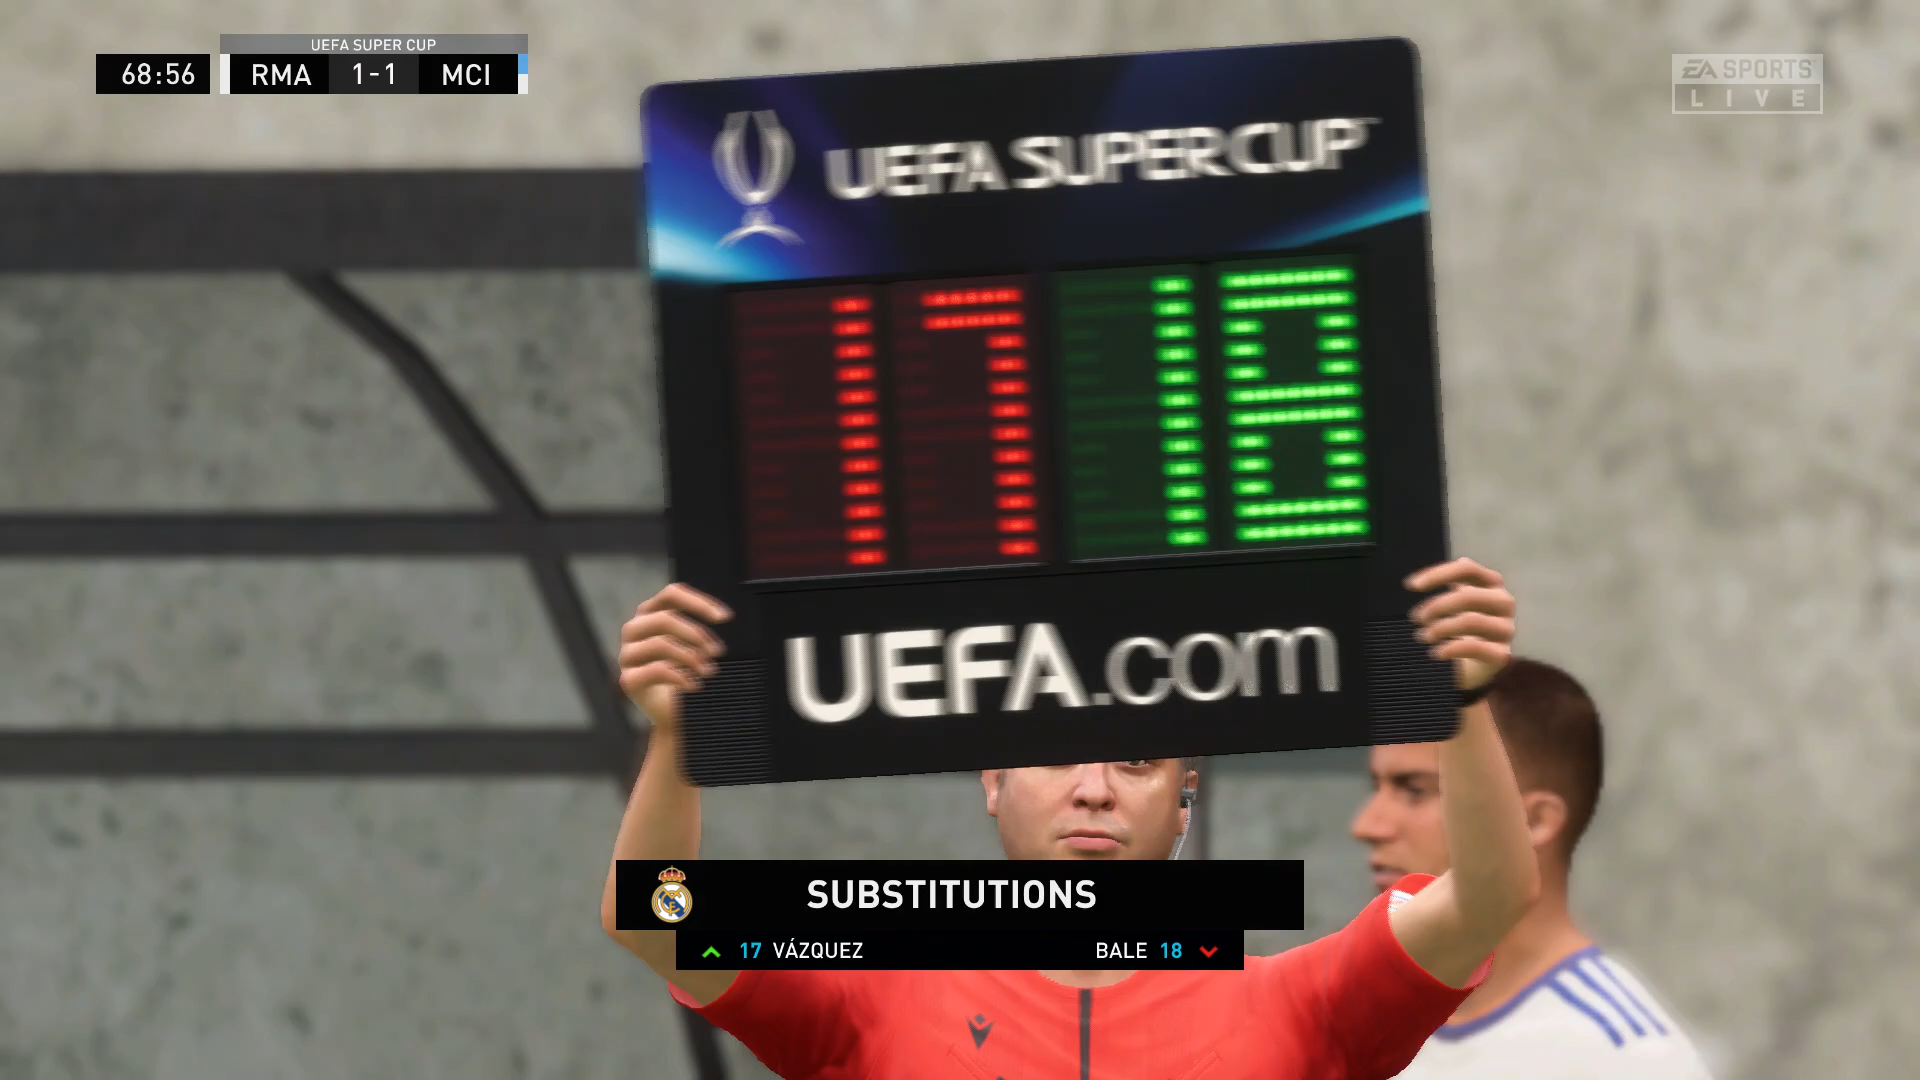 UEFA SUPER CUP
68:56 RMA 1-1 MCI
EA SPORTS
LIVE
UEFA SUPER CUP
17 18
UEFA.com
SUBSTITUTIONS
17 VÁZQUEZ BALE 18